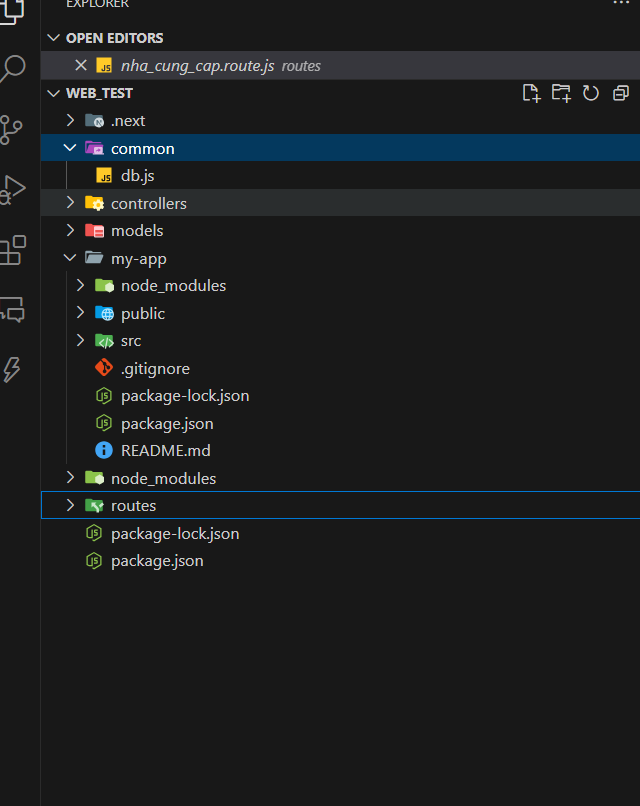 EXPLORER
OPEN EDITORS
nha_cung_cap.route.js routes
WEB_TEST
.next
common
db.js
controllers
models
my-app
node_modules
public
src
.gitignore
package-lock.json
package.json
README.md
node_modules
routes
package-lock.json
package.json